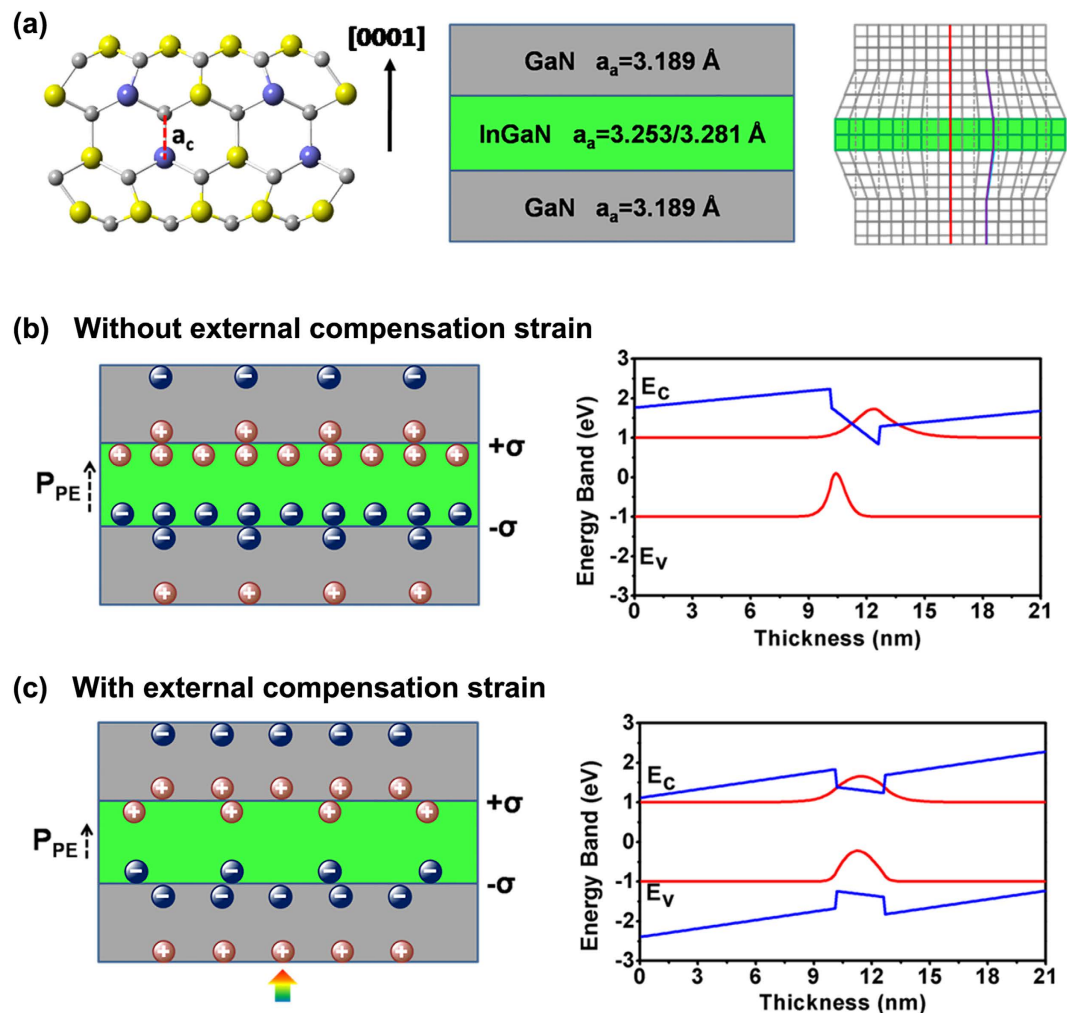 (a)
[0001]
a_c
GaN a_a=3.189 Å
InGaN a_a=3.253/3.281 Å
GaN a_a=3.189 Å
(b) Without external compensation strain
− − − −
+ + + +
+ + + + + + + + +
+σ
P_PE
− − − − − − − − −
-σ
− − − −
+ + + +
Energy Band (eV)
3
2
1
0
-1
-2
-3
E_C
E_V
0 3 6 9 12 15 18 21
Thickness (nm)
(c) With external compensation strain
− − − − −
+ + + + +
+σ
+ + + +
P_PE
− − − −
-σ
− − − − −
+ + + + +
Energy Band (eV)
3
2
1
0
-1
-2
-3
E_C
E_V
0 3 6 9 12 15 18 21
Thickness (nm)